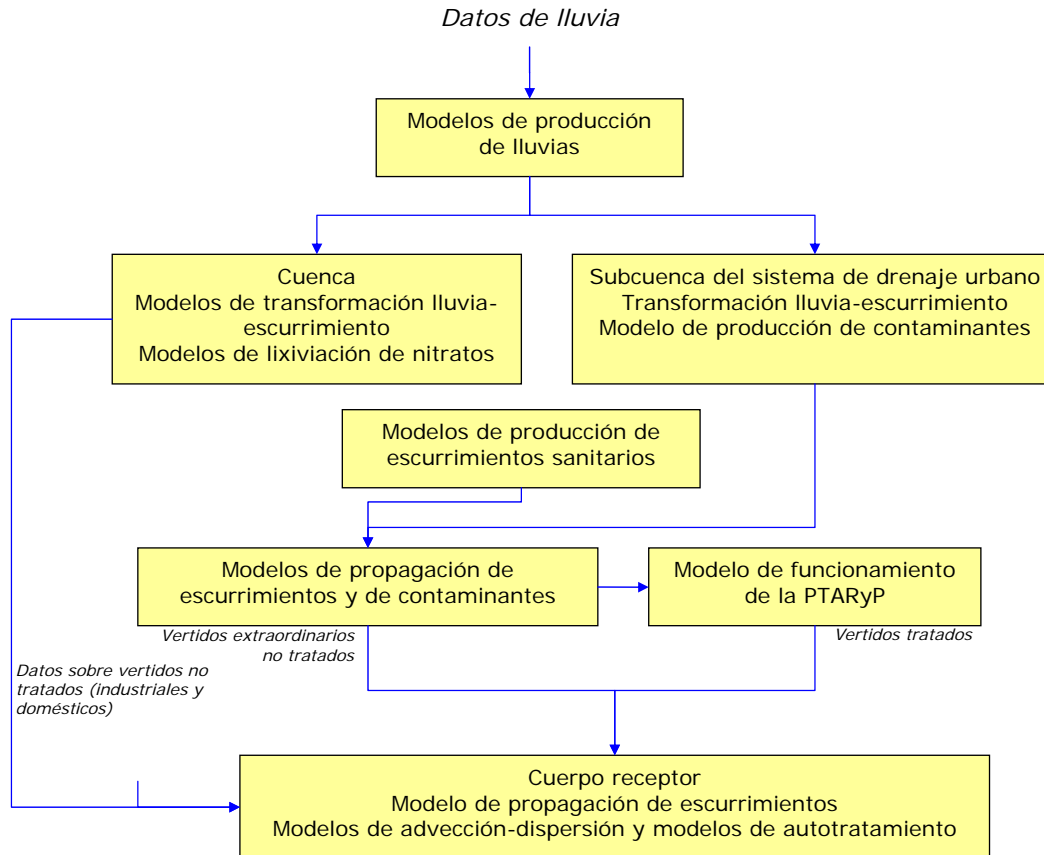 Datos de lluvia
Modelos de producción
de lluvias
Cuenca
Modelos de transformación lluvia-
escurrimiento
Modelos de lixiviación de nitratos
Subcuenca del sistema de drenaje urbano
Transformación lluvia-escurrimiento
Modelo de producción de contaminantes
Modelos de producción de
escurrimientos sanitarios
Modelos de propagación de
escurrimientos y de contaminantes
Modelo de funcionamiento
de la PTARyP
Vertidos extraordinarios
no tratados
Vertidos tratados
Datos sobre vertidos no
tratados (industriales y
domésticos)
Cuerpo receptor
Modelo de propagación de escurrimientos
Modelos de advección-dispersión y modelos de autotratamiento